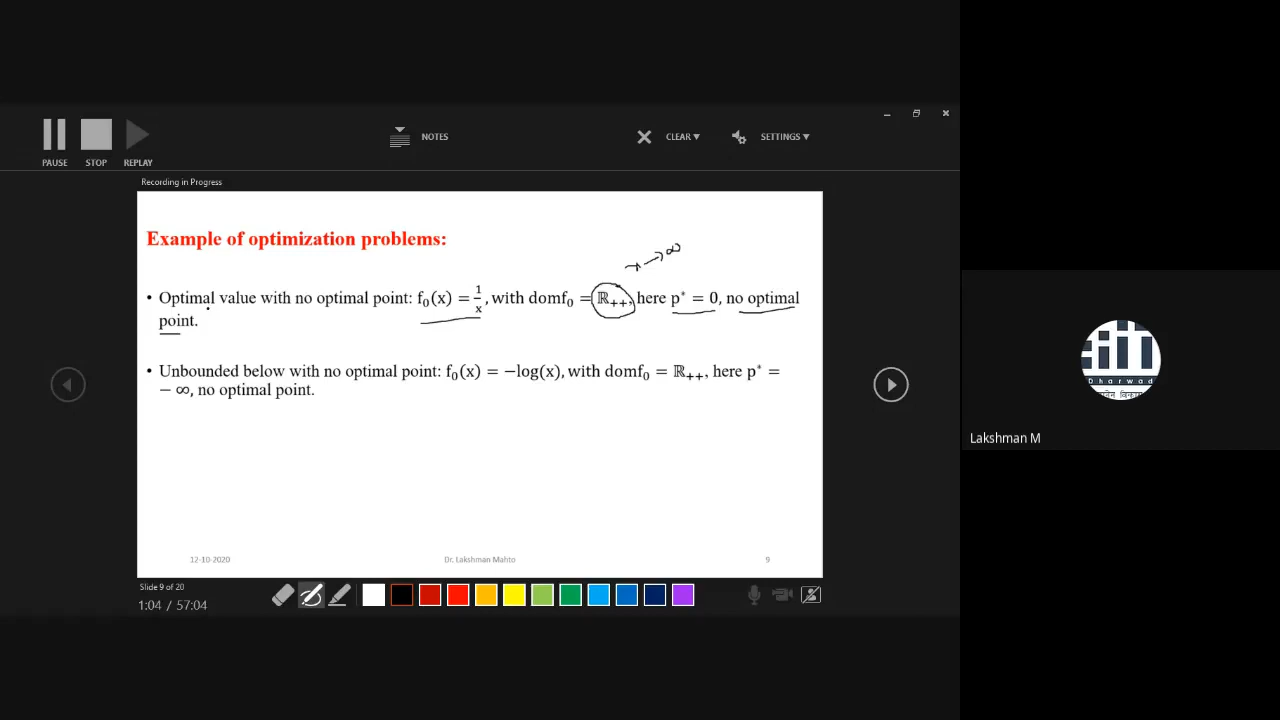 PAUSE STOP REPLAY
NOTES
CLEAR SETTINGS
Recording in Progress
Example of optimization problems:
x → ∞
• Optimal value with no optimal point: f₀(x) = 1/x, with domf₀ = ℝ₊₊, here p* = 0, no optimal
point.
• Unbounded below with no optimal point: f₀(x) = −log(x), with domf₀ = ℝ₊₊, here p* =
− ∞, no optimal point.
12-10-2020 Dr. Lakshman Mahto 9
Slide 9 of 20
1:04 / 57:04
Dharwad
Lakshman M